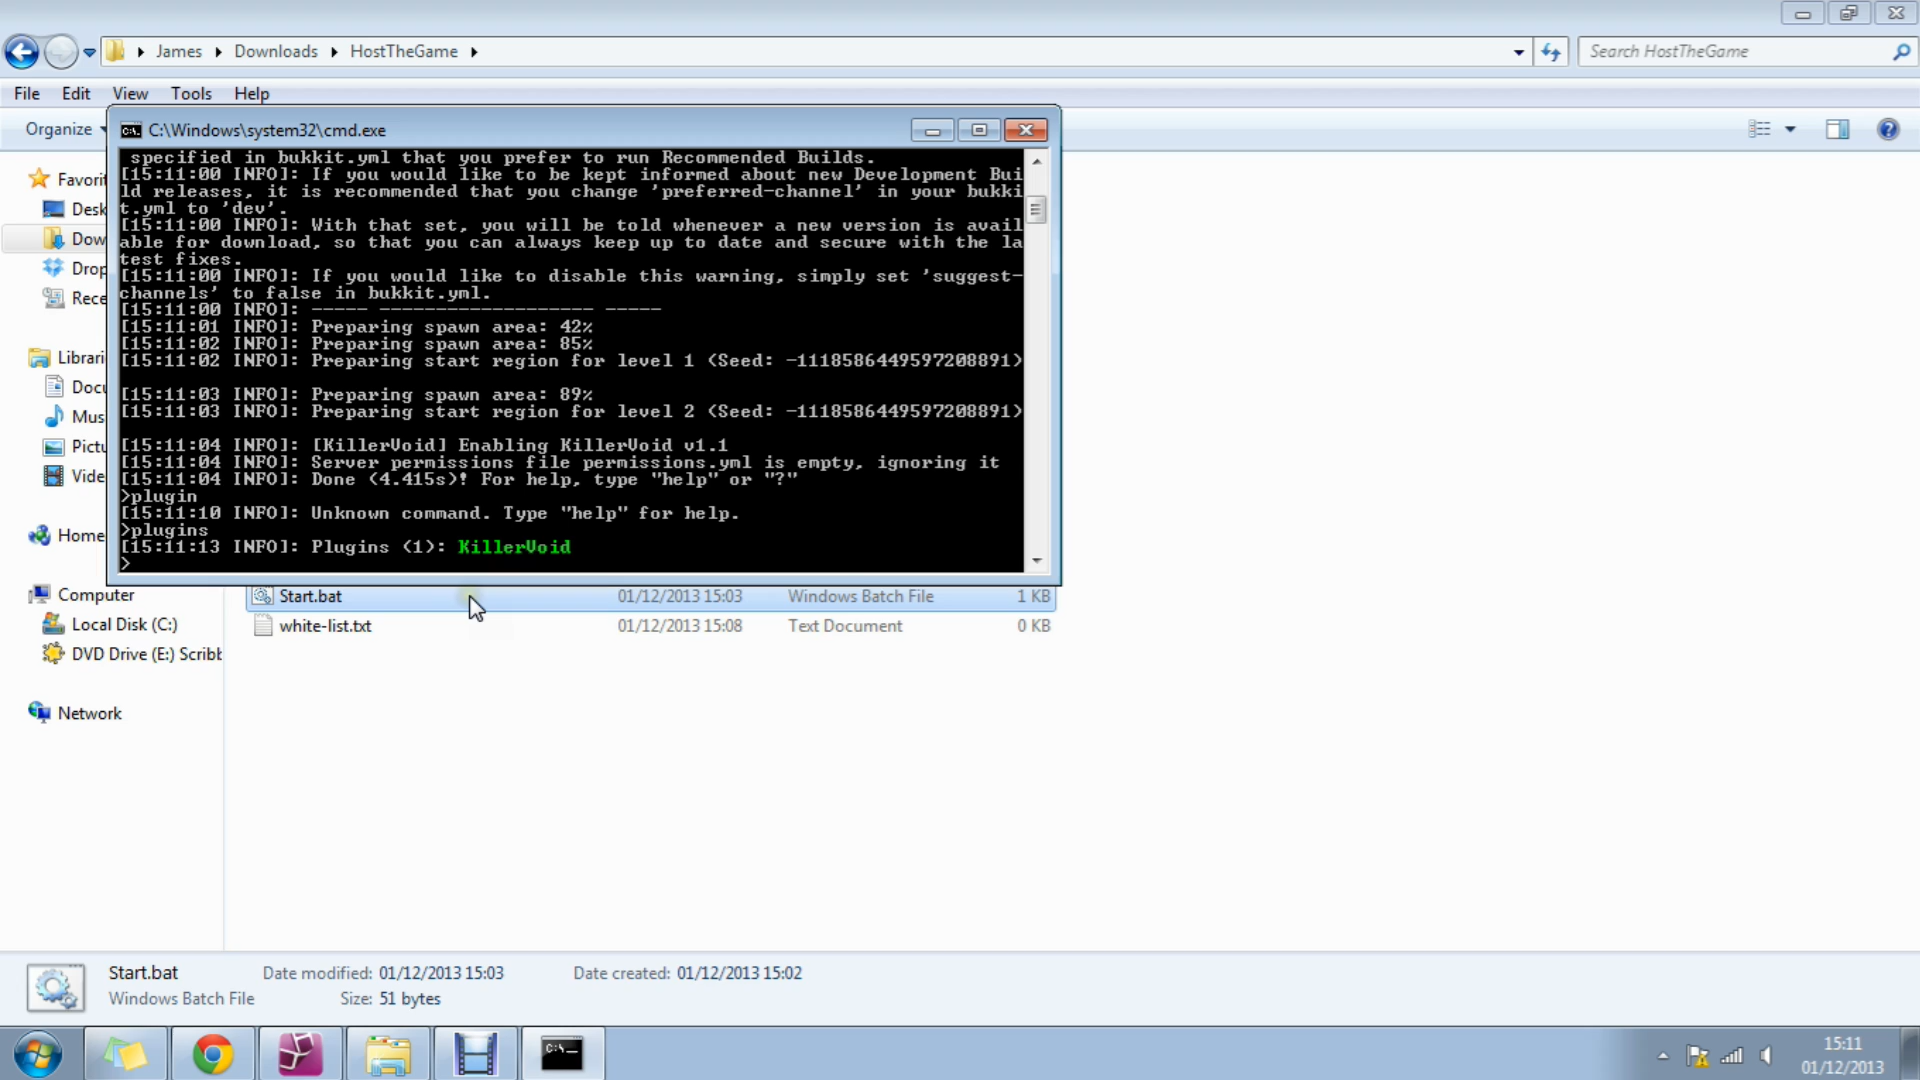 James ▸ Downloads ▸ HostTheGame ▸
Search HostTheGame
File Edit View Tools Help
Organize
C:\Windows\system32\cmd.exe
specified in bukkit.yml that you prefer to run Recommended Builds.
[15:11:00 INFO]: If you would like to be kept informed about new Development Bui
ld releases, it is recommended that you change 'preferred-channel' in your bukki
t.yml to 'dev'.
[15:11:00 INFO]: With that set, you will be told whenever a new version is avail
able for download, so that you can always keep up to date and secure with the la
test fixes.
[15:11:00 INFO]: If you would like to disable this warning, simply set 'suggest-
channels' to false in bukkit.yml.
[15:11:00 INFO]: ----- ------------------- -----
[15:11:01 INFO]: Preparing spawn area: 42%
[15:11:02 INFO]: Preparing spawn area: 85%
[15:11:02 INFO]: Preparing start region for level 1 (Seed: -1118586449597208891)
[15:11:03 INFO]: Preparing spawn area: 89%
[15:11:03 INFO]: Preparing start region for level 2 (Seed: -1118586449597208891)
[15:11:04 INFO]: [KillerVoid] Enabling KillerVoid v1.1
[15:11:04 INFO]: Server permissions file permissions.yml is empty, ignoring it
[15:11:04 INFO]: Done (4.415s)! For help, type "help" or "?"
>plugin
[15:11:10 INFO]: Unknown command. Type "help" for help.
>plugins
[15:11:13 INFO]: Plugins (1): KillerVoid
>
Favorit
Desk
Dow
Drop
Rece
Librari
Docu
Mus
Pictu
Vide
Home
Computer
Local Disk (C:)
DVD Drive (E:) Scribb
Network
Start.bat 01/12/2013 15:03 Windows Batch File 1 KB
white-list.txt 01/12/2013 15:08 Text Document 0 KB
Start.bat Date modified: 01/12/2013 15:03 Date created: 01/12/2013 15:02
Windows Batch File Size: 51 bytes
C:\_
15:11
01/12/2013